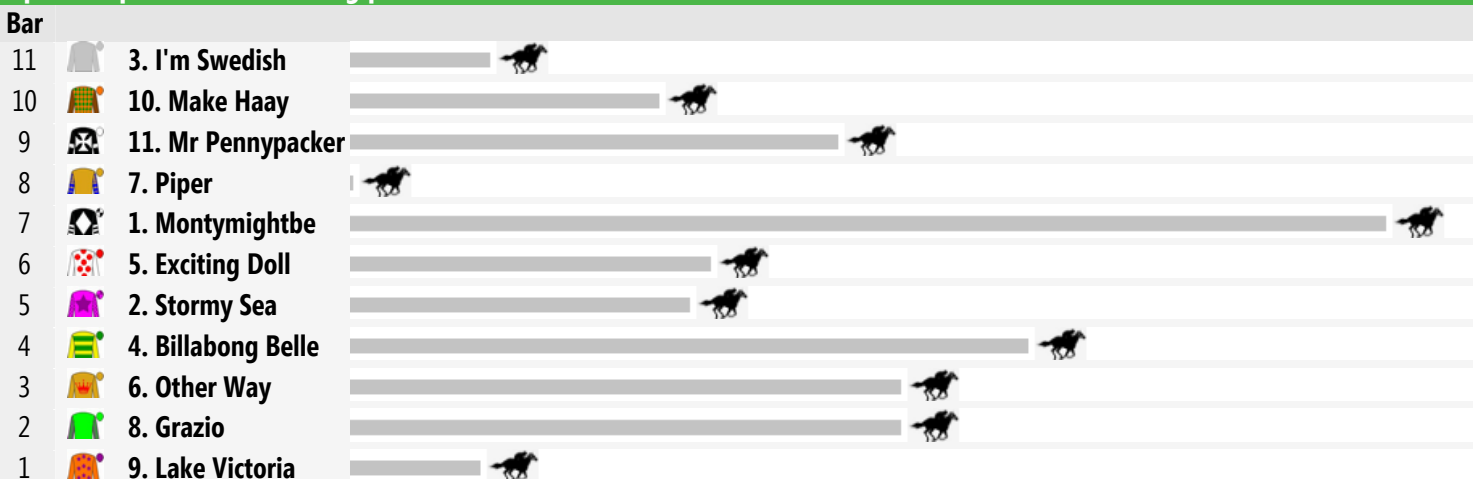 Bar
11 3. I'm Swedish
10 10. Make Haay
9 11. Mr Pennypacker
8 7. Piper
7 1. Montymightbe
6 5. Exciting Doll
5 2. Stormy Sea
4 4. Billabong Belle
3 6. Other Way
2 8. Grazio
1 9. Lake Victoria